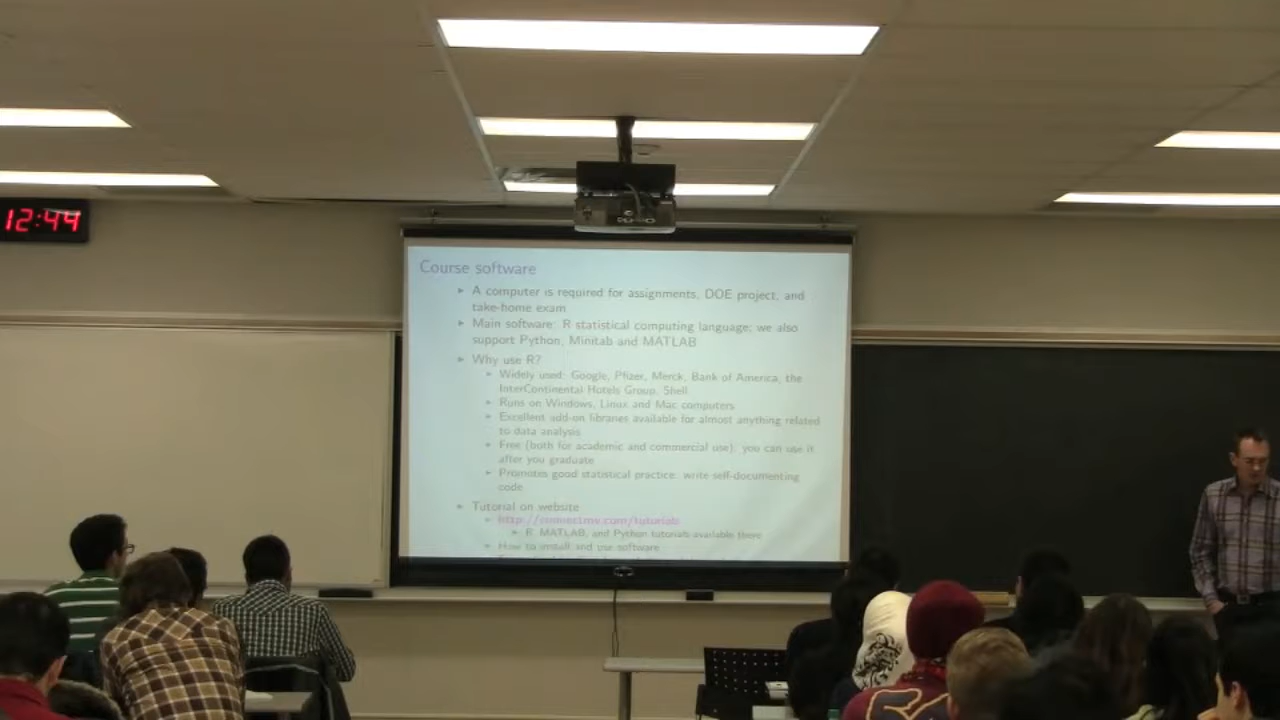 12:44
Course software
A computer is required for assignments, DOE project, and
take-home exam
Main software: R statistical computing language; we also
support Python, Minitab and MATLAB
Why use R?
Widely used: Google, Pfizer, Merck, Bank of America, the
InterContinental Hotels Group, Shell
Runs on Windows, Linux and Mac computers
Excellent add-on libraries available for almost anything related
to data analysis
Free (both for academic and commercial use): you can use it
after you graduate
Promotes good statistical practice: write self-documenting
code
Tutorial on website
R, MATLAB, and Python tutorials available there
How to install and use software